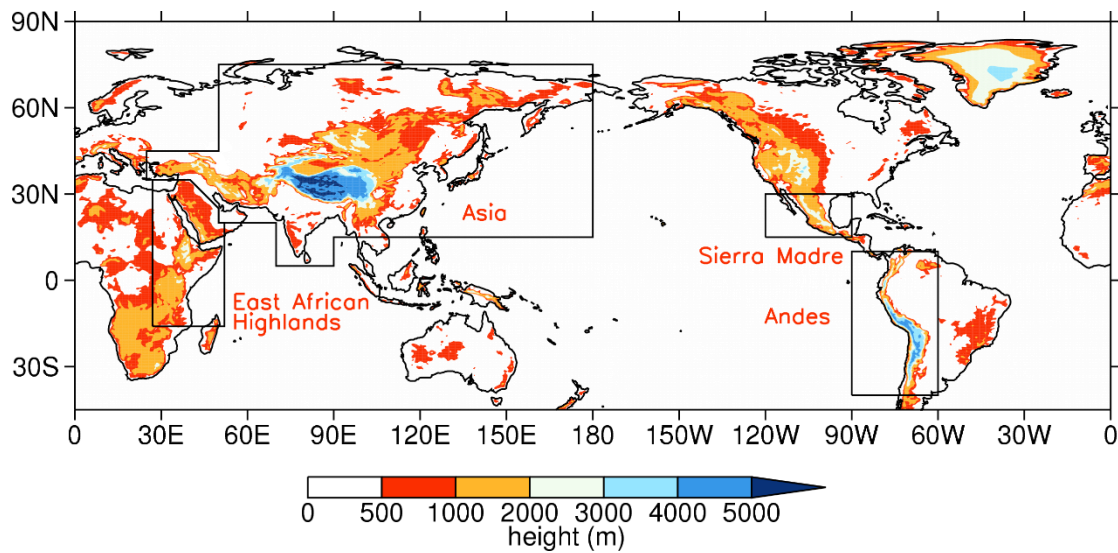 90N
60N
30N
0
30S
Asia
East African
Highlands
Sierra Madre
Andes
0 30E 60E 90E 120E 150E 180 150W 120W 90W 60W 30W 0
0 500 1000 2000 3000 4000 5000
height (m)